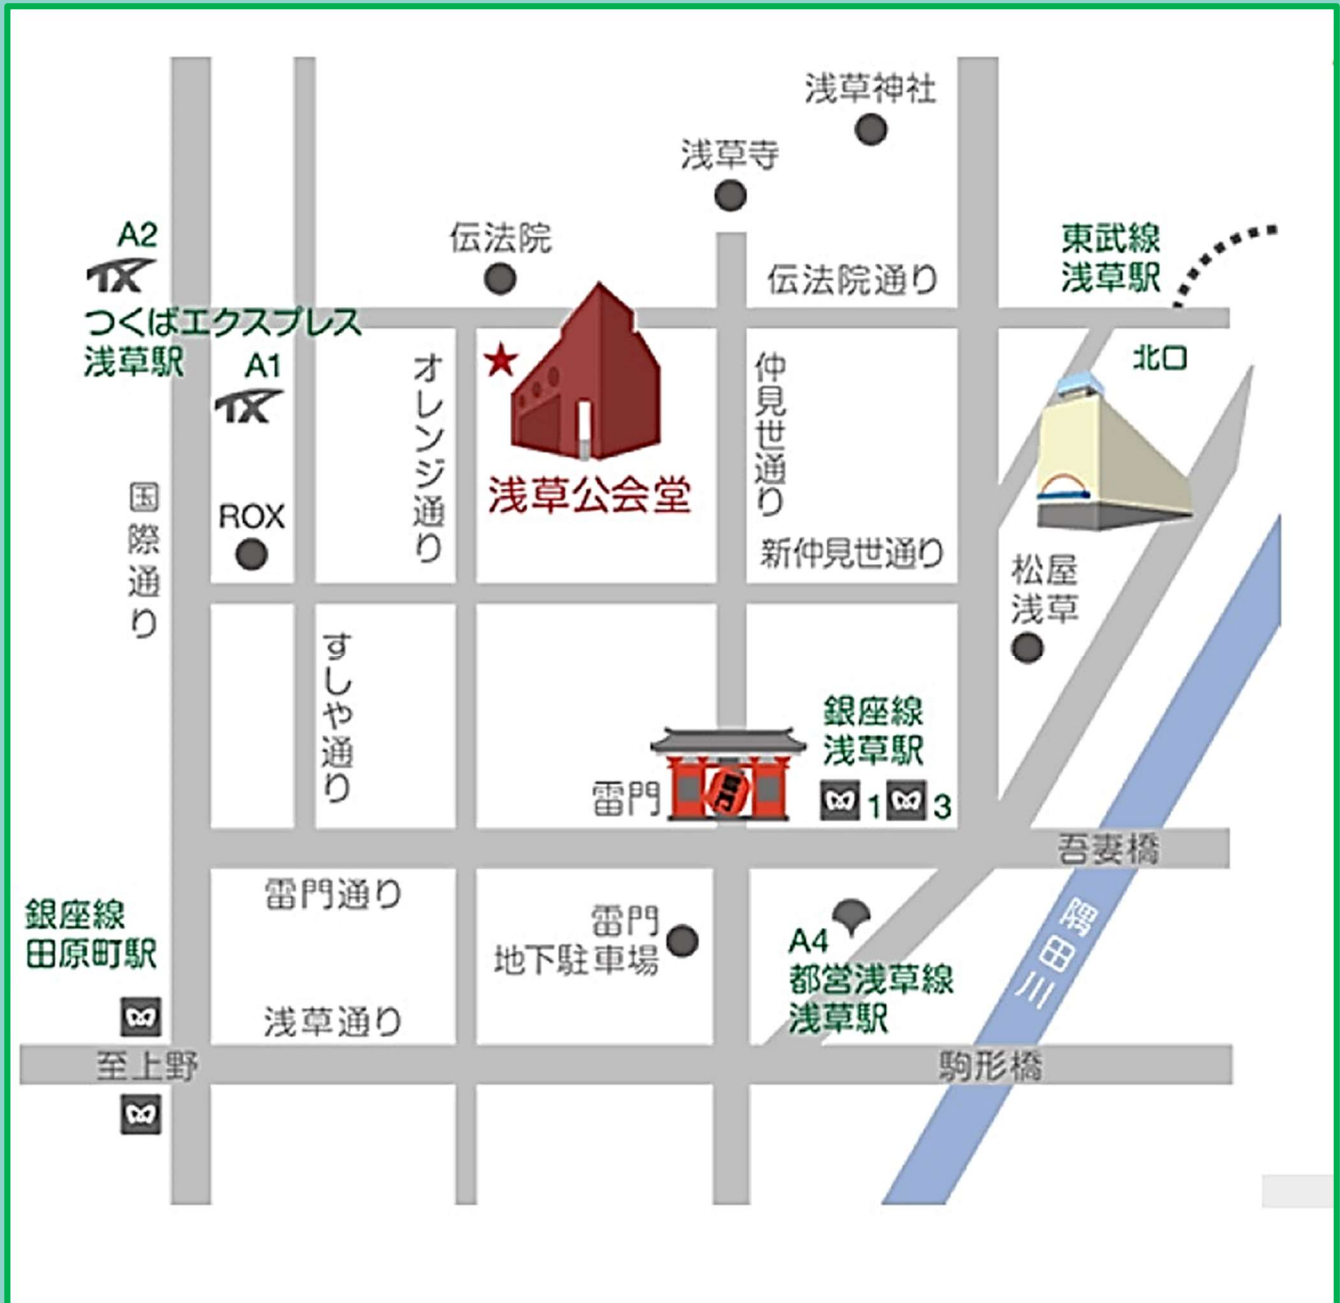 浅草神社
浅草寺
A2
TX
つくばエクスプレス
浅草駅
A1
TX
伝法院
伝法院通り
東武線
浅草駅
北口
オレンジ通り
★
浅草公会堂
仲見世通り
国際通り
ROX
新仲見世通り
松屋
浅草
すしや通り
雷門
銀座線
浅草駅
1
3
吾妻橋
雷門通り
銀座線
田原町駅
雷門
地下駐車場
A4
都営浅草線
浅草駅
隅田川
浅草通り
至上野
駒形橋